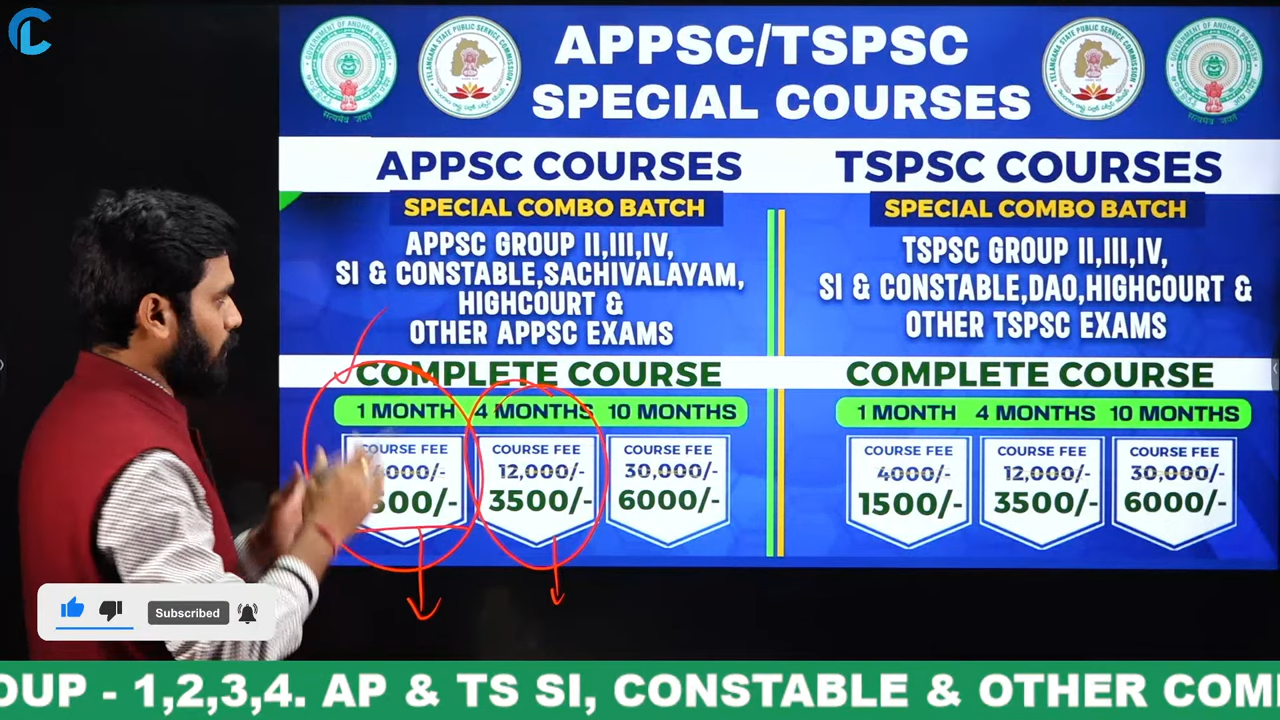 APPSC/TSPSC
SPECIAL COURSES
APPSC COURSES
SPECIAL COMBO BATCH
APPSC GROUP II,III,IV,
SI & CONSTABLE,SACHIVALAYAM,
HIGHCOURT &
OTHER APPSC EXAMS
COMPLETE COURSE
1 MONTH 4 MONTHS 10 MONTHS
COURSE FEE COURSE FEE COURSE FEE
12,000/- 30,000/-
3500/- 6000/-
TSPSC COURSES
SPECIAL COMBO BATCH
TSPSC GROUP II,III,IV,
SI & CONSTABLE,DAO,HIGHCOURT &
OTHER TSPSC EXAMS
COMPLETE COURSE
1 MONTH 4 MONTHS 10 MONTHS
COURSE FEE COURSE FEE COURSE FEE
4000/- 12,000/- 30,000/-
1500/- 3500/- 6000/-
Subscribed
OUP - 1,2,3,4. AP & TS SI, CONSTABLE & OTHER COM